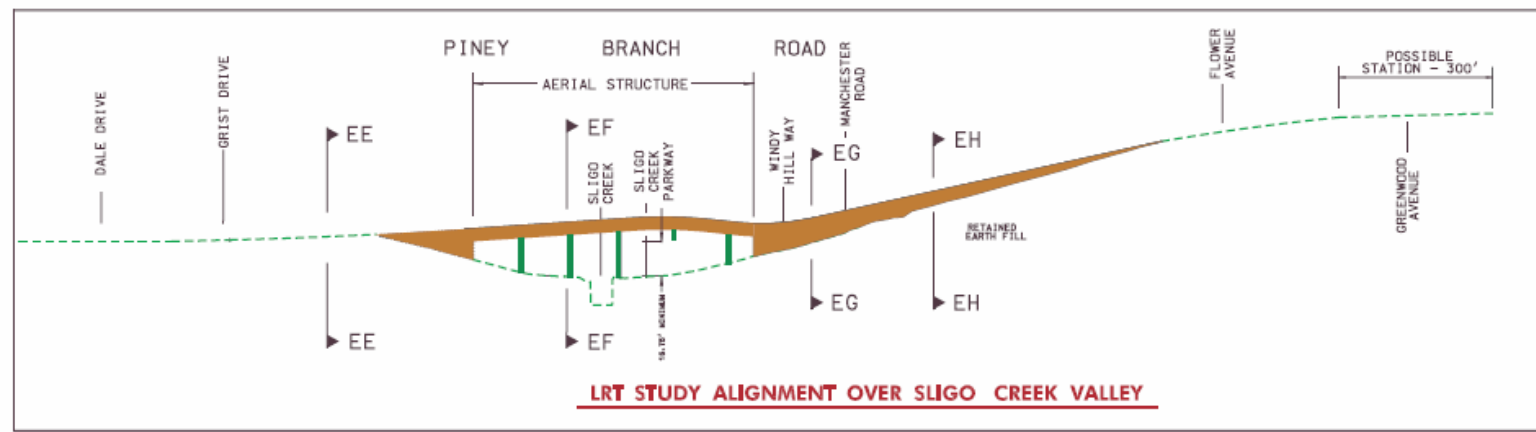 PINEY BRANCH ROAD
AERIAL STRUCTURE
DALE DRIVE
GRIST DRIVE
EE
EF
SLIGO
CREEK
SLIGO
CREEK
PARKWAY
WINDY
HILL WAY
MANCHESTER
ROAD
EG
EH
FLOWER
AVENUE
POSSIBLE
STATION - 300'
GREENWOOD
AVENUE
RETAINED
EARTH FILL
EE
EF
MINIMUM
EG
EH
LRT STUDY ALIGNMENT OVER SLIGO CREEK VALLEY